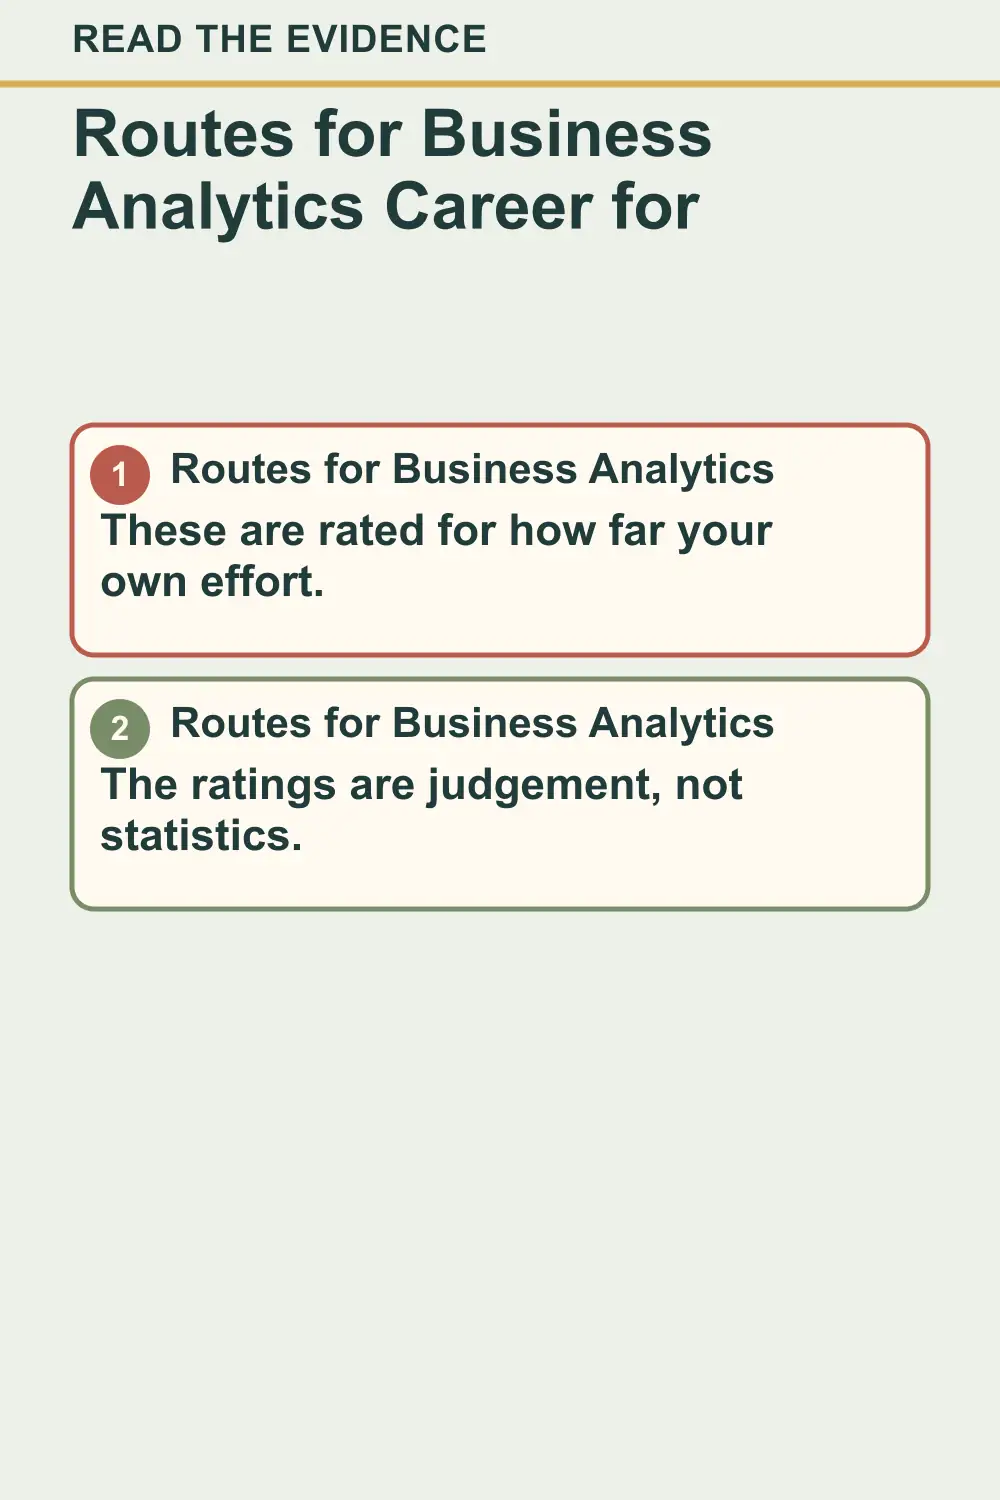 READ THE EVIDENCE
Routes for Business
Analytics Career for
1 Routes for Business Analytics
These are rated for how far your
own effort.
2 Routes for Business Analytics
The ratings are judgement, not
statistics.